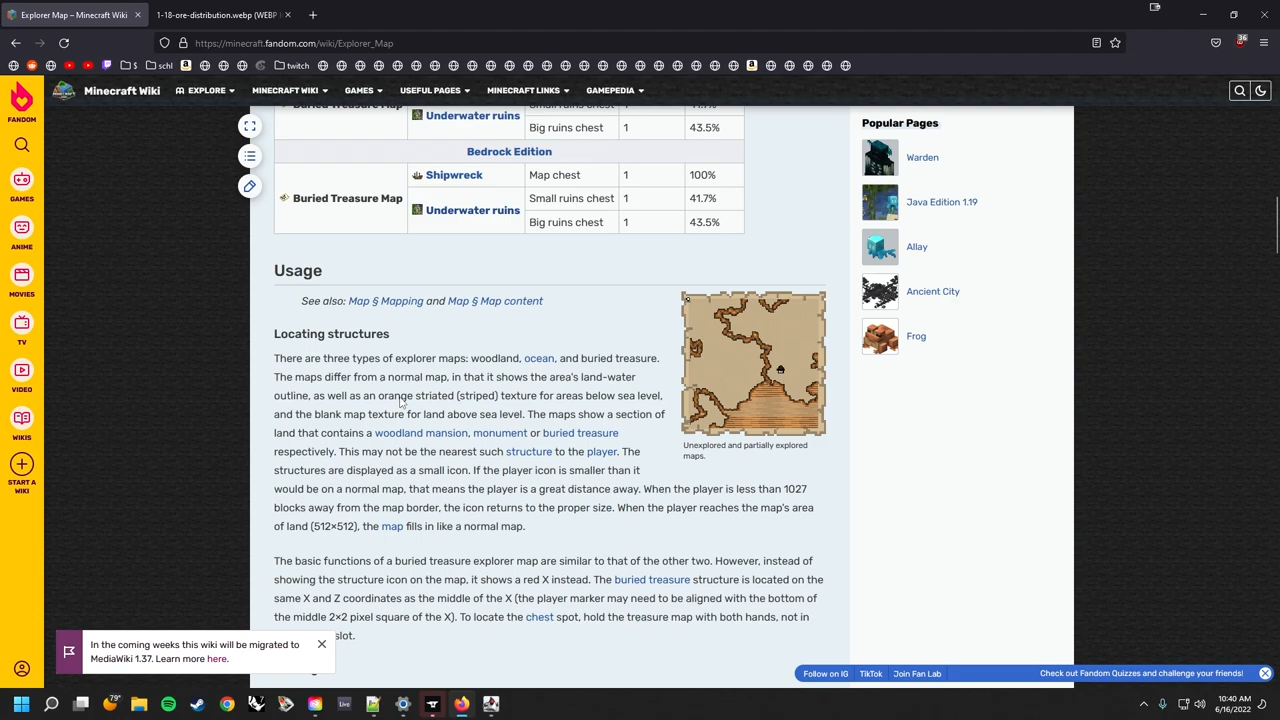 Explorer Map – Minecraft Wiki
1-18-ore-distribution.webp (WEBP
https://minecraft.fandom.com/wiki/Explorer_Map
36
$
schl
twitch
FANDOM
Minecraft Wiki
EXPLORE
MINECRAFT WIKI
GAMES
USEFUL PAGES
MINECRAFT LINKS
GAMEPEDIA
GAMES
ANIME
MOVIES
TV
VIDEO
WIKIS
START A
WIKI
Underwater ruins
Big ruins chest 1 43.5%
Bedrock Edition
Buried Treasure Map
Shipwreck Map chest 1 100%
Underwater ruins
Small ruins chest 1 41.7%
Big ruins chest 1 43.5%
Usage
See also: Map § Mapping and Map § Map content
Locating structures
There are three types of explorer maps: woodland, ocean, and buried treasure.
The maps differ from a normal map, in that it shows the area's land-water
outline, as well as an orange striated (striped) texture for areas below sea level,
and the blank map texture for land above sea level. The maps show a section of
land that contains a woodland mansion, monument or buried treasure
respectively. This may not be the nearest such structure to the player. The
structures are displayed as a small icon. If the player icon is smaller than it
would be on a normal map, that means the player is a great distance away. When the player is less than 1027
blocks away from the map border, the icon returns to the proper size. When the player reaches the map's area
of land (512×512), the map fills in like a normal map.
Unexplored and partially explored
maps.
The basic functions of a buried treasure explorer map are similar to that of the other two. However, instead of
showing the structure icon on the map, it shows a red X instead. The buried treasure structure is located on the
same X and Z coordinates as the middle of the X (the player marker may need to be aligned with the bottom of
the middle 2×2 pixel square of the X). To locate the chest spot, hold the treasure map with both hands, not in
slot.
Popular Pages
Warden
Java Edition 1.19
Allay
Ancient City
Frog
In the coming weeks this wiki will be migrated to
MediaWiki 1.37. Learn more here.
Follow on IG
TikTok
Join Fan Lab
Check out Fandom Quizzes and challenge your friends!
79°
Live
10:40 AM
6/16/2022